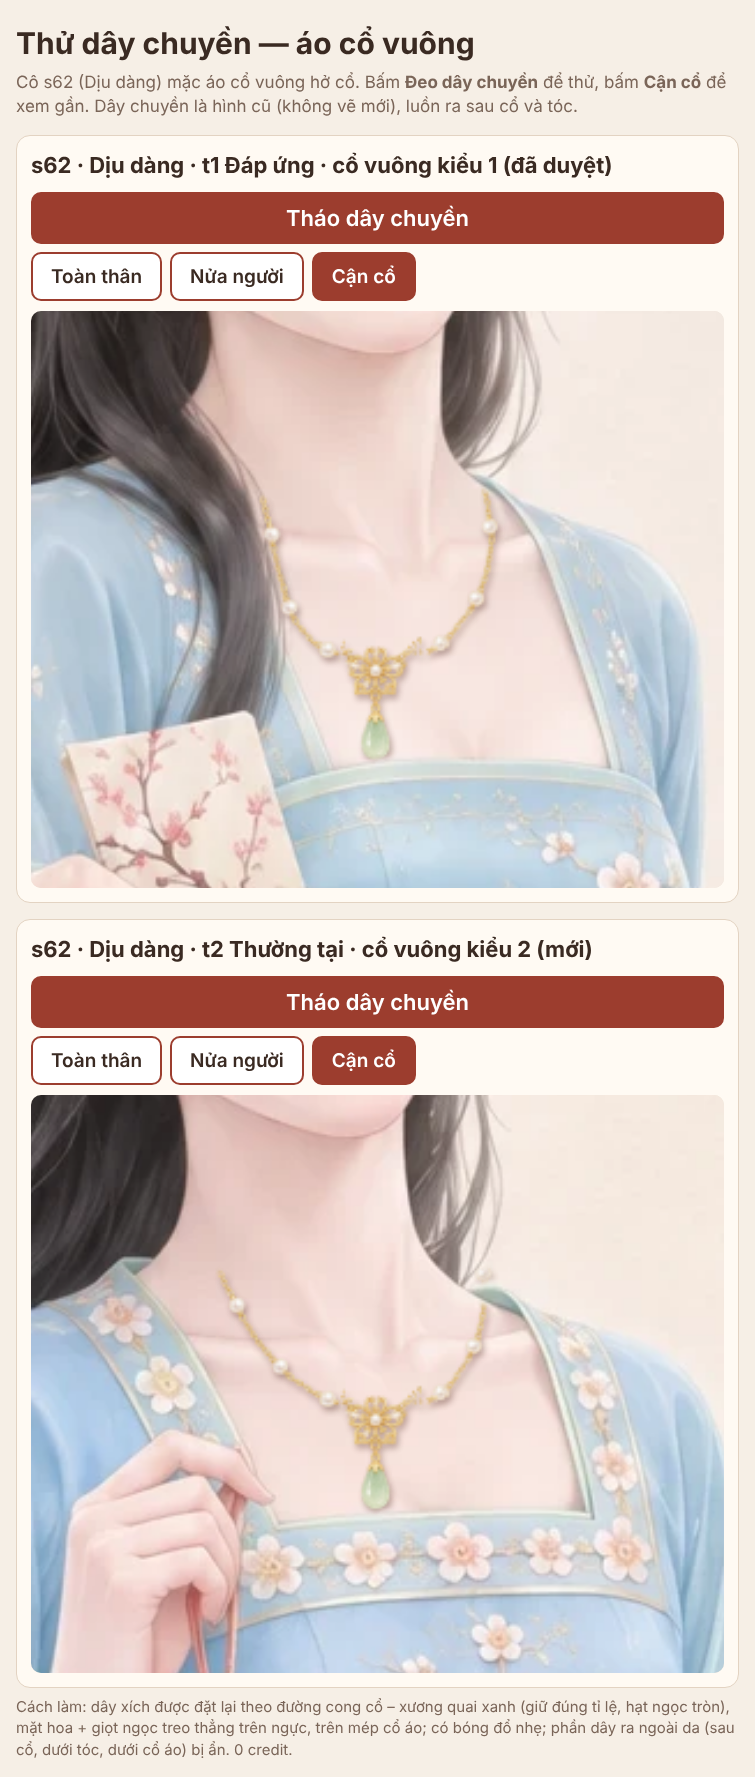 Thử dây chuyền — áo cổ vuông
Cô s62 (Dịu dàng) mặc áo cổ vuông hở cổ. Bấm Đeo dây chuyền để thử, bấm Cận cổ để
xem gần. Dây chuyền là hình cũ (không vẽ mới), luồn ra sau cổ và tóc.
s62 · Dịu dàng · t1 Đáp ứng · cổ vuông kiểu 1 (đã duyệt)
Tháo dây chuyền
Toàn thân Nửa người Cận cổ
s62 · Dịu dàng · t2 Thường tại · cổ vuông kiểu 2 (mới)
Tháo dây chuyền
Toàn thân Nửa người Cận cổ
Cách làm: dây xích được đặt lại theo đường cong cổ – xương quai xanh (giữ đúng tỉ lệ, hạt ngọc tròn),
mặt hoa + giọt ngọc treo thẳng trên ngực, trên mép cổ áo; có bóng đổ nhẹ; phần dây ra ngoài da (sau
cổ, dưới tóc, dưới cổ áo) bị ẩn. 0 credit.